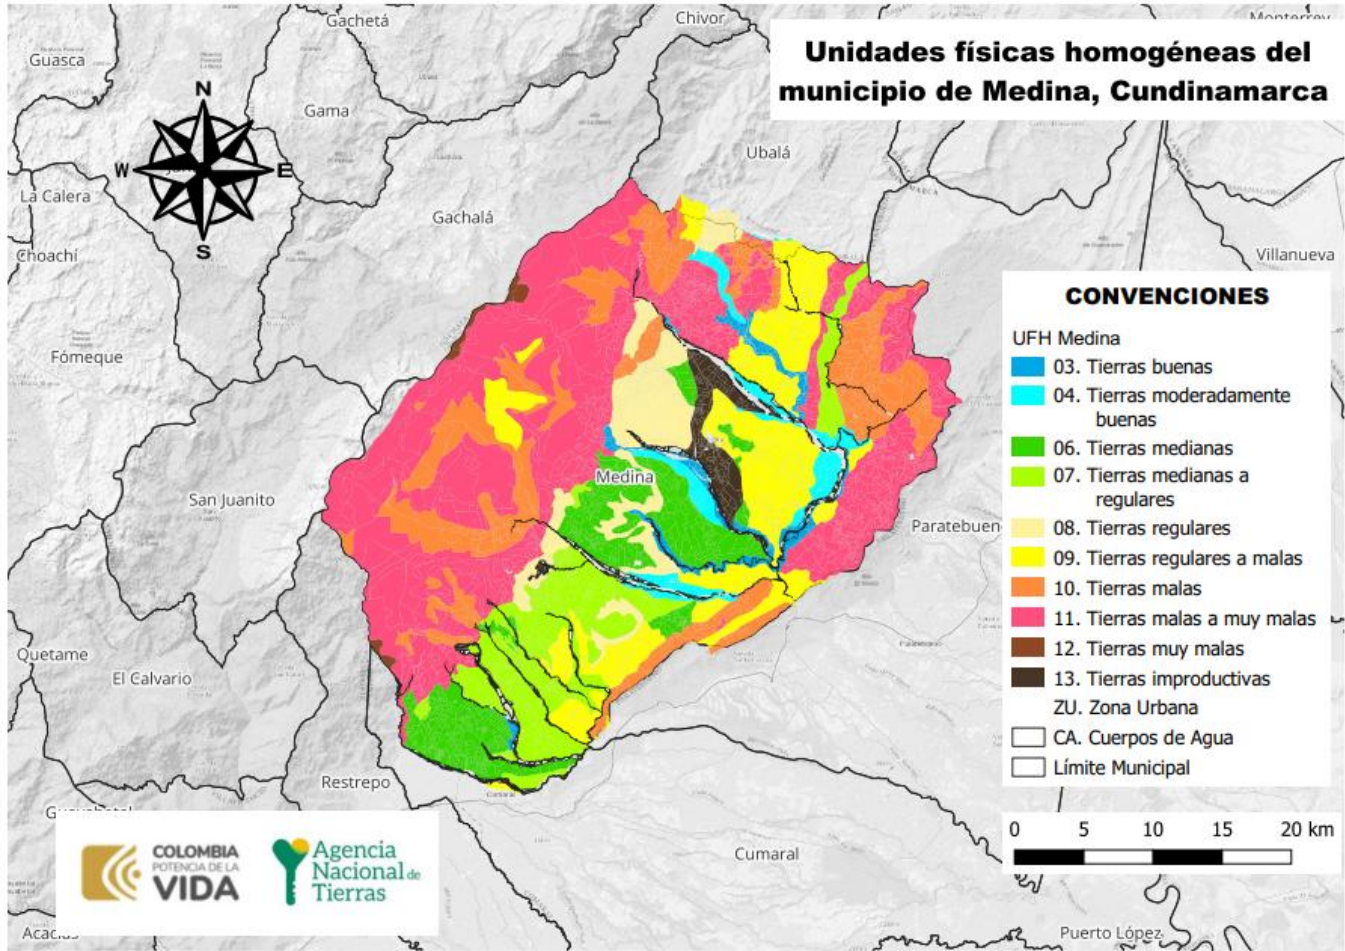 Gachetá
Chivor
Monterrey
Guasca
Unidades físicas homogéneas del
municipio de Medina, Cundinamarca
N
Gama
Ubalá
W
E
La Calera
Gachalá
S
Choachí
Villanueva
CONVENCIONES
UFH Medina
03. Tierras buenas
04. Tierras moderadamente
buenas
06. Tierras medianas
07. Tierras medianas a
regulares
08. Tierras regulares
09. Tierras regulares a malas
10. Tierras malas
11. Tierras malas a muy malas
12. Tierras muy malas
13. Tierras improductivas
ZU. Zona Urbana
CA. Cuerpos de Agua
Límite Municipal
Fómeque
Medina
San Juanito
Paratebuen
Quetame
El Calvario
Restrepo
0 5 10 15 20 km
COLOMBIA
POTENCIA DE LA
VIDA
Agencia
Nacional de
Tierras
Cumaral
Acacías
Puerto López